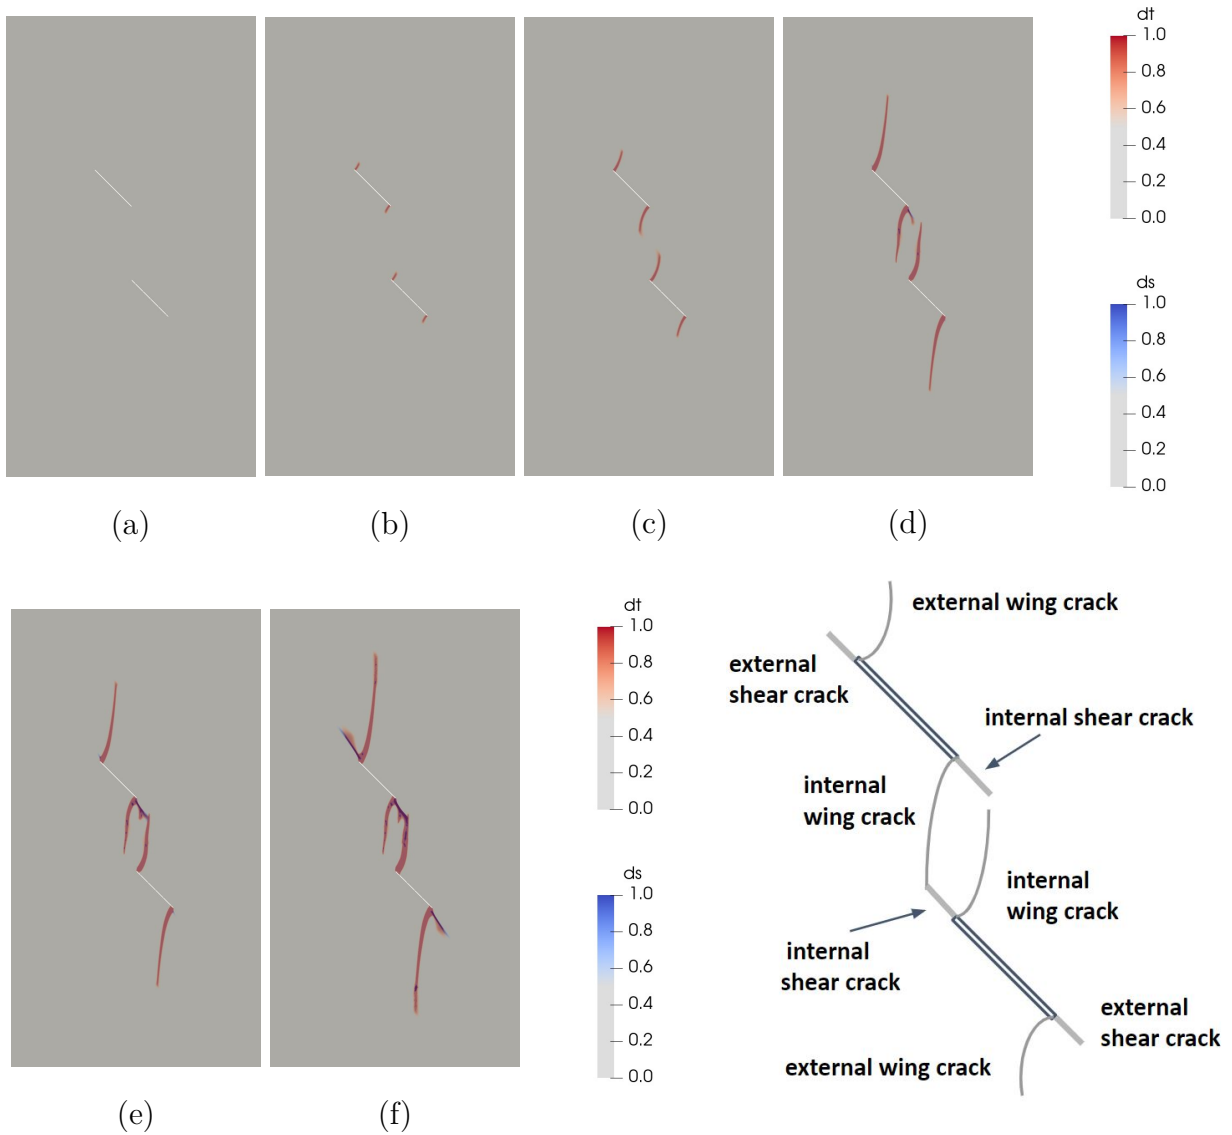 dt
1.0
0.8
0.6
0.4
0.2
0.0
ds
1.0
0.8
0.6
0.4
0.2
0.0
(a)
(b)
(c)
(d)
dt
1.0
0.8
0.6
0.4
0.2
0.0
ds
1.0
0.8
0.6
0.4
0.2
0.0
(e)
(f)
external wing crack
external
shear crack
internal shear crack
internal
wing crack
internal
wing crack
internal
shear crack
external
shear crack
external wing crack